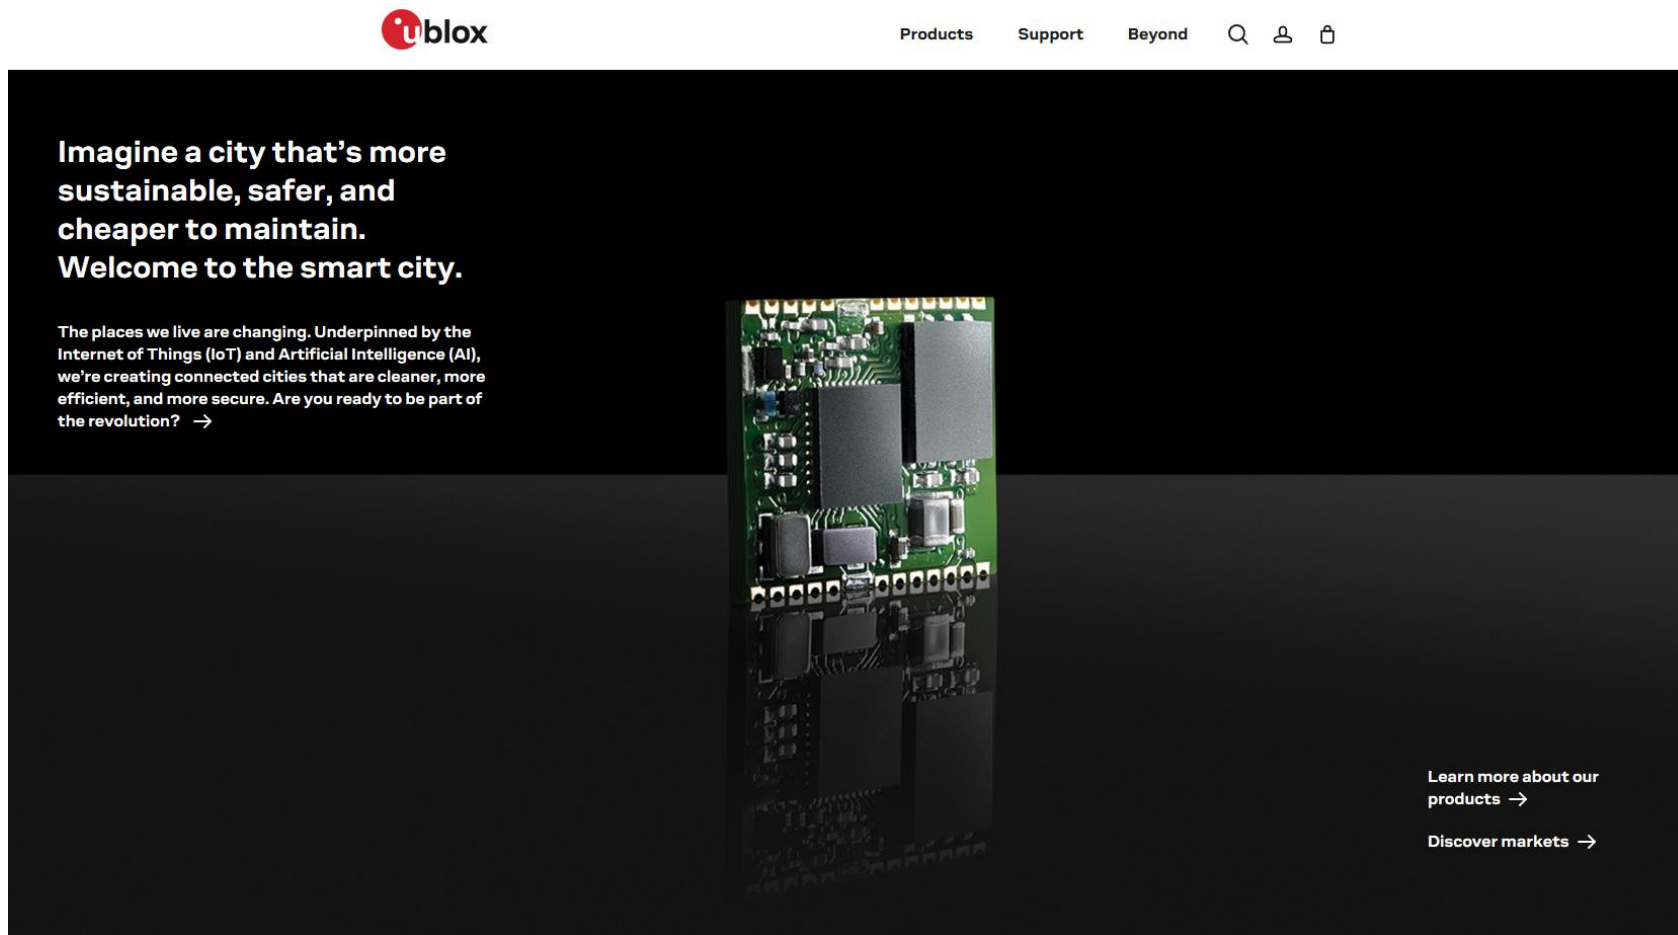 ublox
Products Support Beyond
Imagine a city that's more
sustainable, safer, and
cheaper to maintain.
Welcome to the smart city.
The places we live are changing. Underpinned by the
Internet of Things (IoT) and Artificial Intelligence (AI),
we're creating connected cities that are cleaner, more
efficient, and more secure. Are you ready to be part of
the revolution? →
Learn more about our
products →
Discover markets →